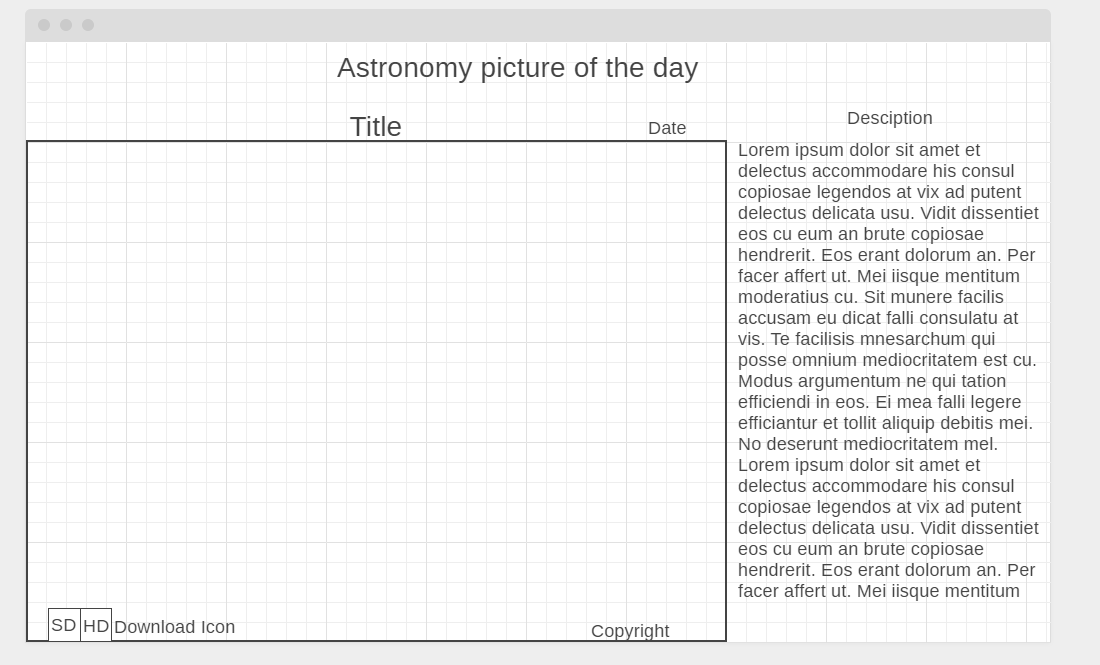 Astronomy picture of the day
Title
Date
Desciption
Lorem ipsum dolor sit amet et
delectus accommodare his consul
copiosae legendos at vix ad putent
delectus delicata usu. Vidit dissentiet
eos cu eum an brute copiosae
hendrerit. Eos erant dolorum an. Per
facer affert ut. Mei iisque mentitum
moderatius cu. Sit munere facilis
accusam eu dicat falli consulatu at
vis. Te facilisis mnesarchum qui
posse omnium mediocritatem est cu.
Modus argumentum ne qui tation
efficiendi in eos. Ei mea falli legere
efficiantur et tollit aliquip debitis mei.
No deserunt mediocritatem mel.
Lorem ipsum dolor sit amet et
delectus accommodare his consul
copiosae legendos at vix ad putent
delectus delicata usu. Vidit dissentiet
eos cu eum an brute copiosae
hendrerit. Eos erant dolorum an. Per
facer affert ut. Mei iisque mentitum
SD HD Download Icon
Copyright